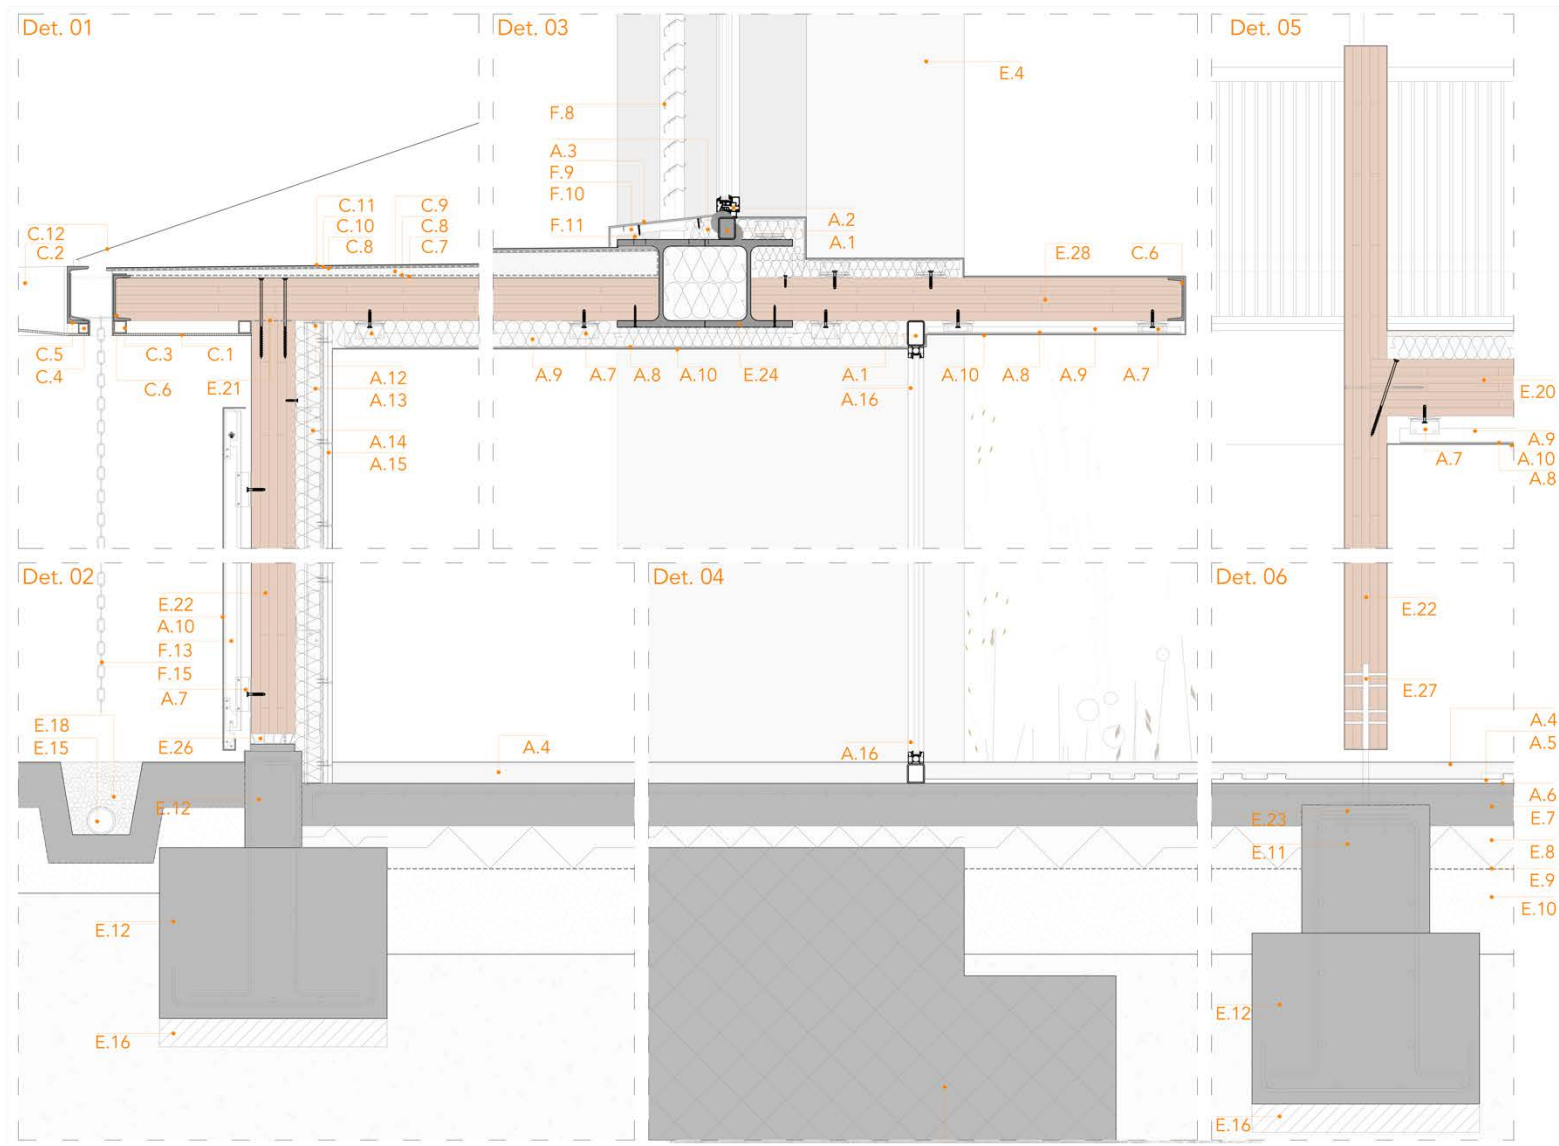 Det. 01
C.12
C.2
C.11
C.10
C.8
C.9
C.8
C.7
C.5
C.4
C.3
C.1
C.6
E.21
A.12
A.13
A.14
A.15
Det. 03
E.4
F.8
A.3
F.9
F.10
F.11
A.2
A.1
E.28
C.6
A.9
A.7
A.8
A.10
E.24
A.1
A.16
A.10
A.8
A.9
A.7
Det. 05
E.20
A.9
A.7
A.10
A.8
Det. 02
E.22
A.10
F.13
F.15
A.7
E.18
E.15
E.26
A.4
E.12
E.12
E.16
Det. 04
A.16
Det. 06
E.22
E.27
A.4
A.5
A.6
E.7
E.23
E.11
E.8
E.9
E.10
E.12
E.16